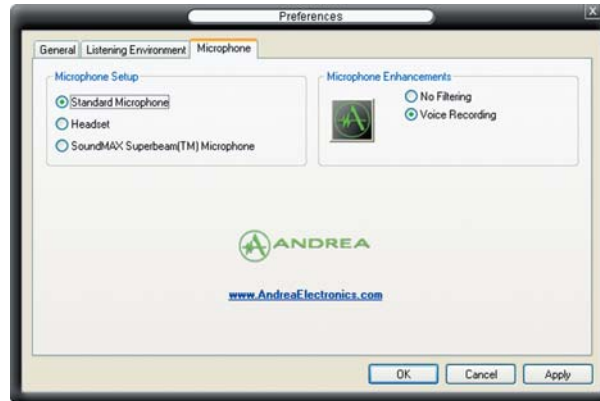 Preferences
X
General Listening Environment Microphone
Microphone Setup
Standard Microphone
Headset
SoundMAX Superbeam(TM) Microphone
Microphone Enhancements
No Filtering
Voice Recording
ANDREA
www.AndreaElectronics.com
OK Cancel Apply